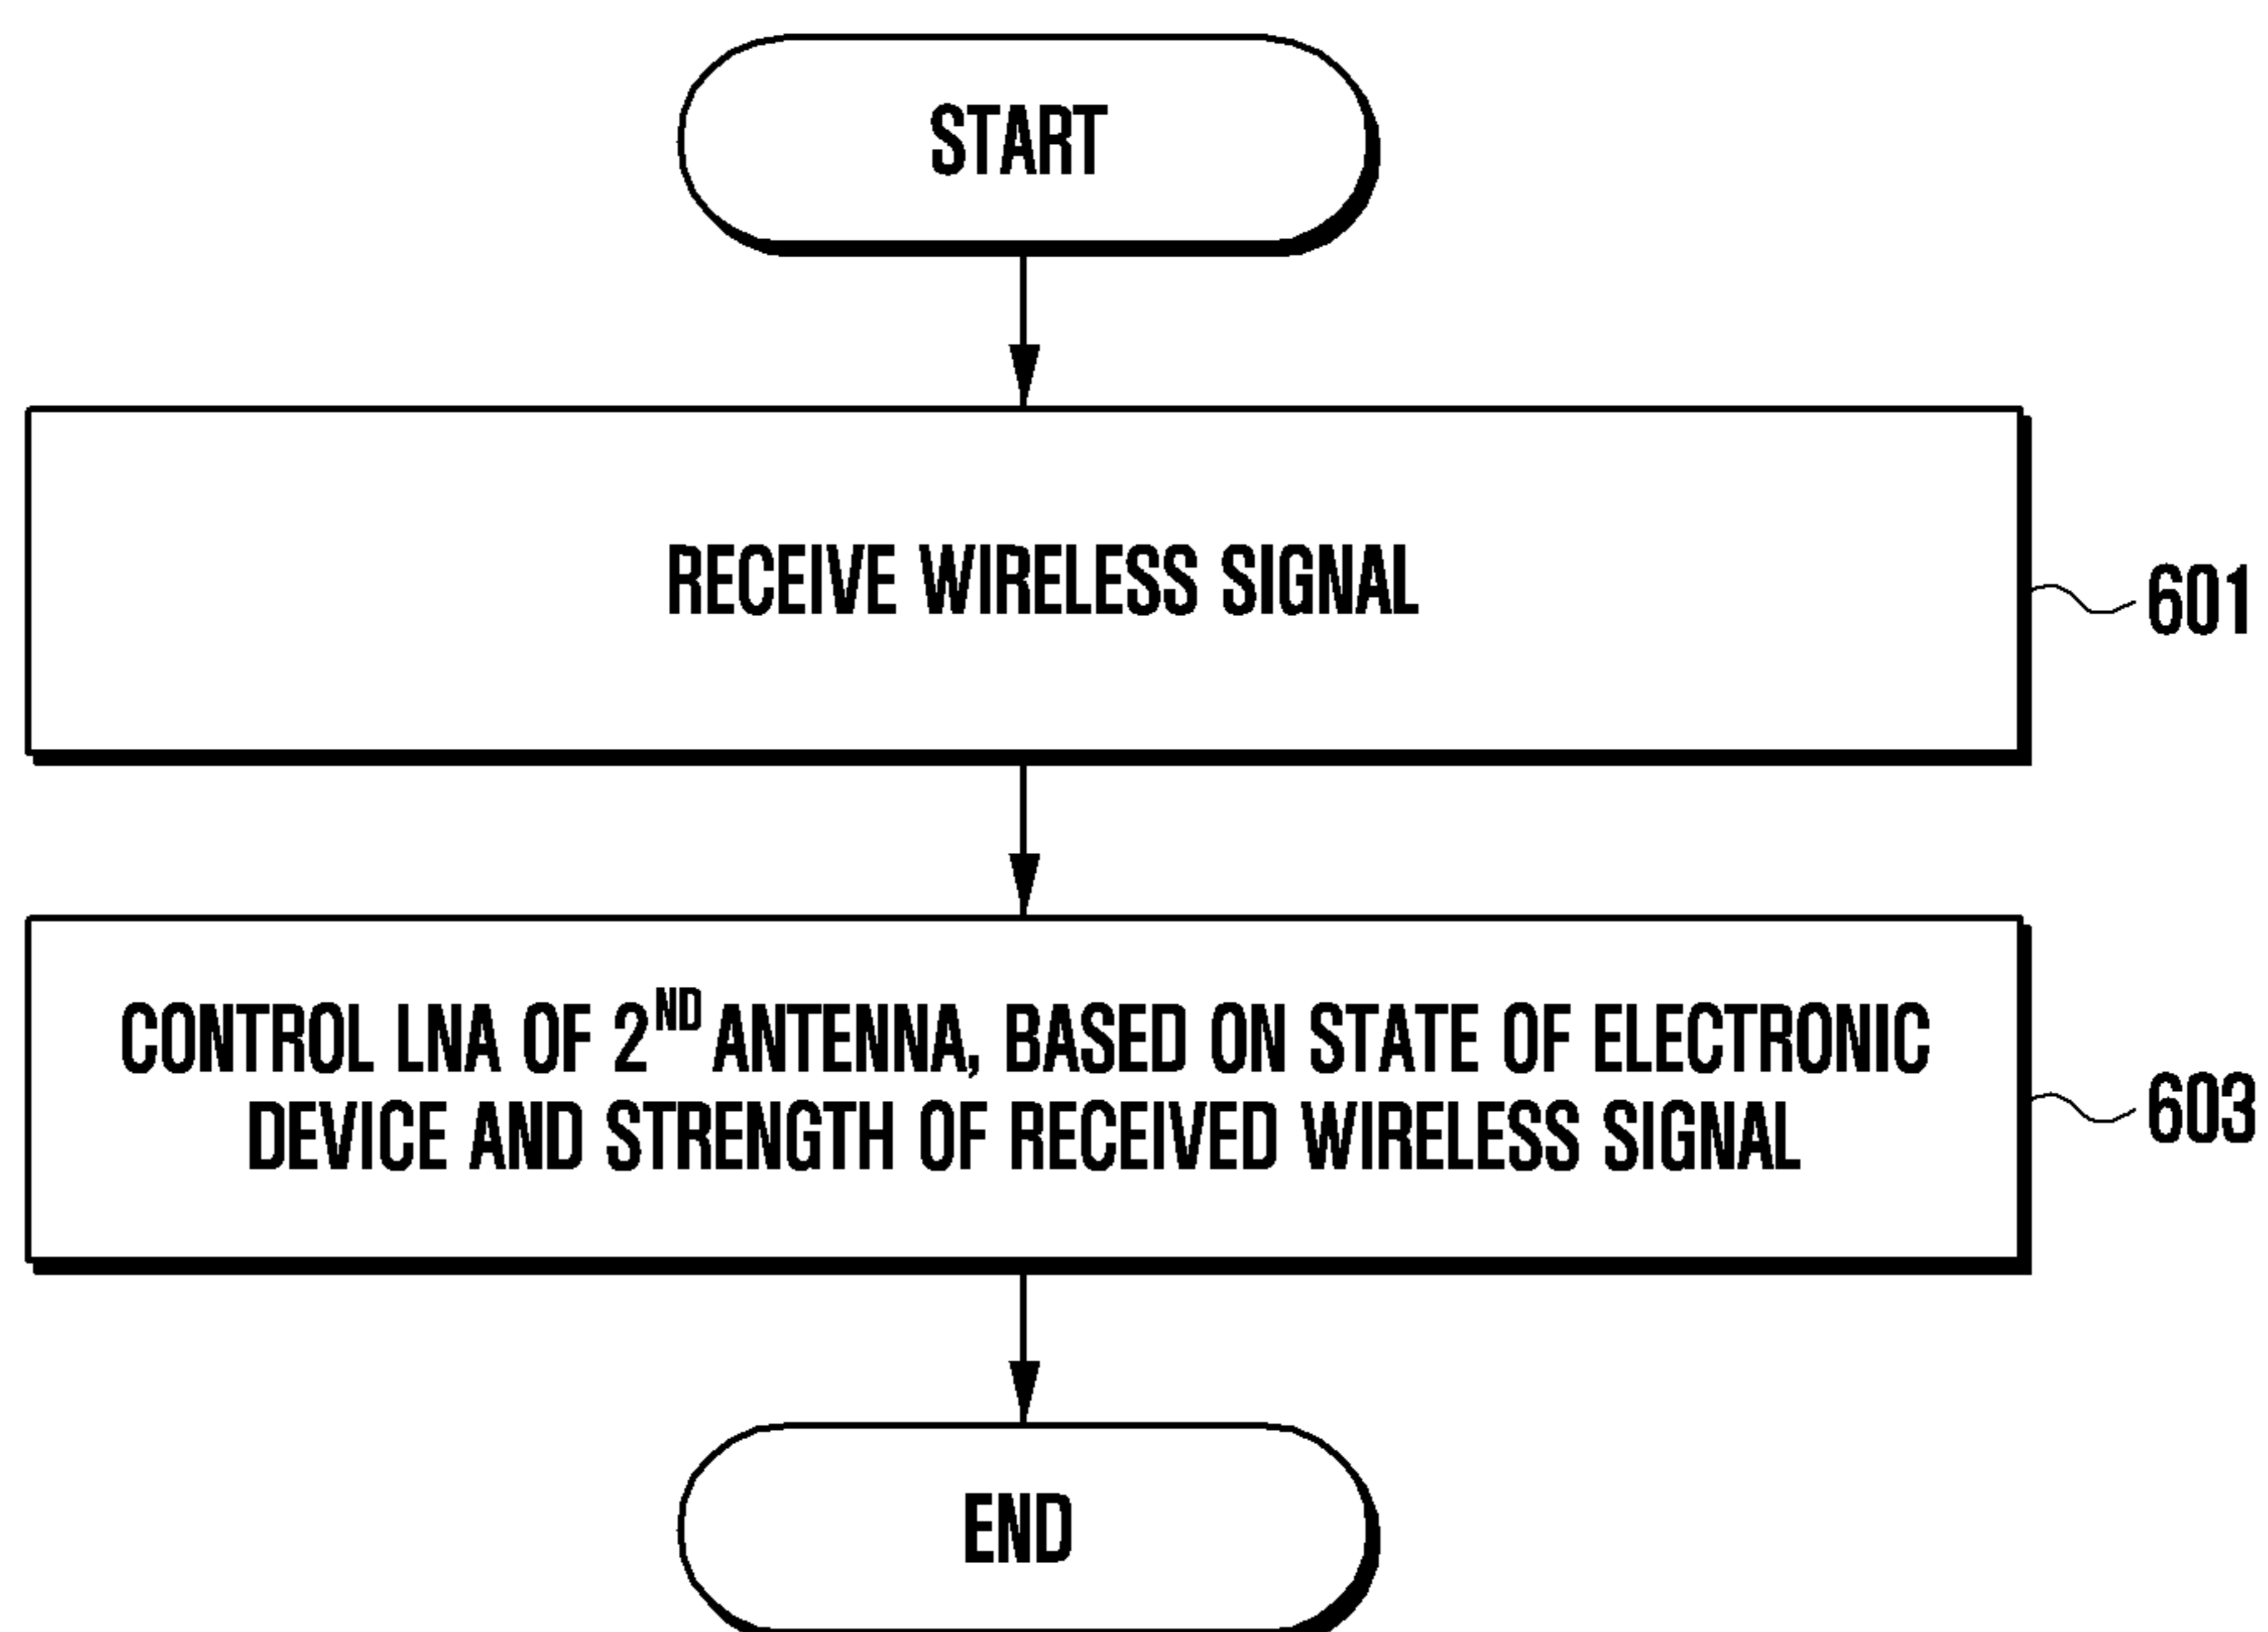 START
RECEIVE WIRELESS SIGNAL
601
CONTROL LNA OF 2ND ANTENNA, BASED ON STATE OF ELECTRONIC
DEVICE AND STRENGTH OF RECEIVED WIRELESS SIGNAL
603
END